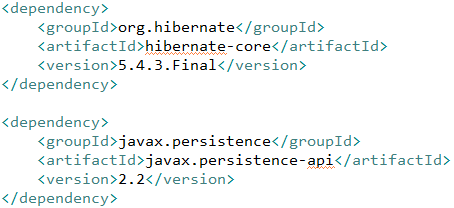 <dependency>
<groupId>org.hibernate</groupId>
<artifactId>hibernate-core</artifactId>
<version>5.4.3.Final</version>
</dependency>
<dependency>
<groupId>javax.persistence</groupId>
<artifactId>javax.persistence-api</artifactId>
<version>2.2</version>
</dependency>